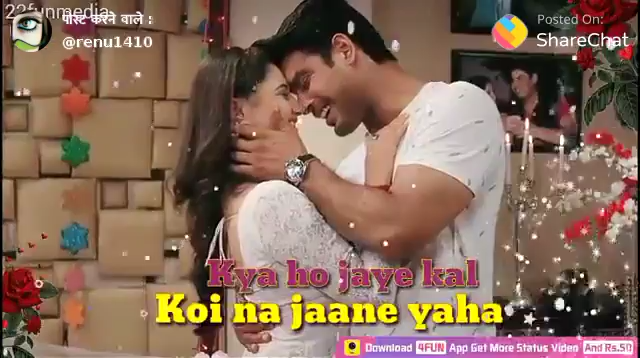 22funmedia
पोस्ट करने वाले :
@renu1410
Posted On:
ShareChat
Kya ho jaye kal
Koi na jaane yaha
Download 4FUN App Get More Status Video And Rs.50